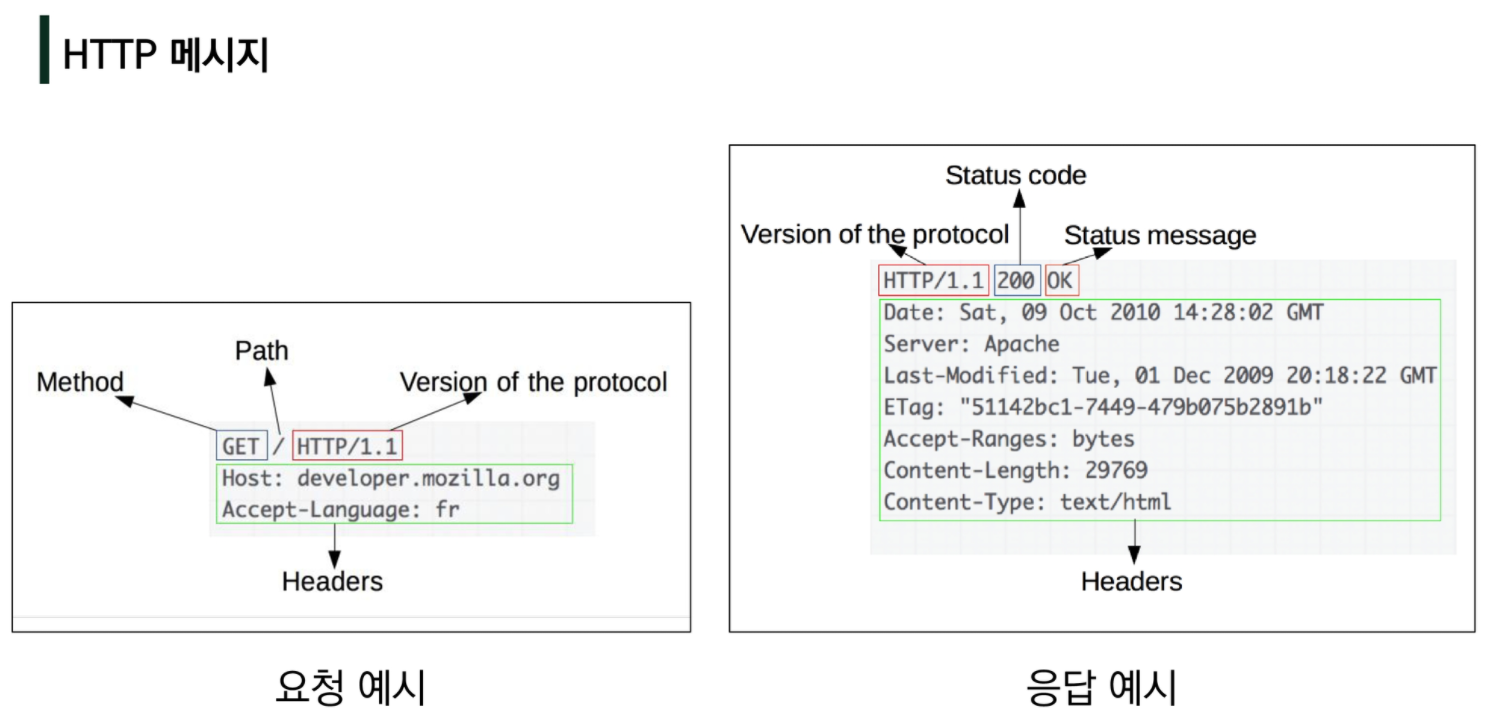 HTTP 메시지
Path
Method
Version of the protocol
GET / HTTP/1.1
Host: developer.mozilla.org
Accept-Language: fr
Headers
요청 예시
Status code
Version of the protocol
Status message
HTTP/1.1 200 OK
Date: Sat, 09 Oct 2010 14:28:02 GMT
Server: Apache
Last-Modified: Tue, 01 Dec 2009 20:18:22 GMT
ETag: "51142bc1-7449-479b075b2891b"
Accept-Ranges: bytes
Content-Length: 29769
Content-Type: text/html
Headers
응답 예시